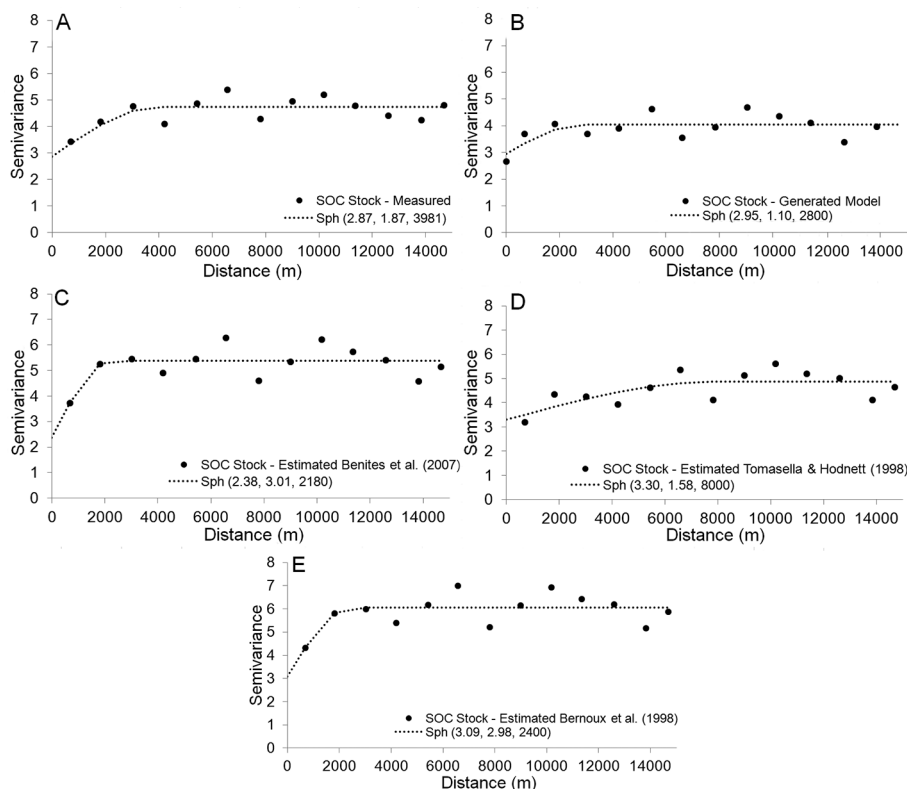 A
8
7
6
5
4
3
2
1
0
Semivariance
SOC Stock - Measured
Sph (2.87, 1.87, 3981)
0 2000 4000 6000 8000 10000 12000 14000
Distance (m)
B
8
7
6
5
4
3
2
1
0
Semivariance
SOC Stock - Generated Model
Sph (2.95, 1.10, 2800)
0 2000 4000 6000 8000 10000 12000 14000
Distance (m)
C
8
7
6
5
4
3
2
1
0
Semivariance
SOC Stock - Estimated Benites et al. (2007)
Sph (2.38, 3.01, 2180)
0 2000 4000 6000 8000 10000 12000 14000
Distance (m)
D
8
7
6
5
4
3
2
1
0
Semivariance
SOC Stock - Estimated Tomasella & Hodnett (1998)
Sph (3.30, 1.58, 8000)
0 2000 4000 6000 8000 10000 12000 14000
Distance (m)
E
8
7
6
5
4
3
2
1
0
Semivariance
SOC Stock - Estimated Bernoux et al. (1998)
Sph (3.09, 2.98, 2400)
0 2000 4000 6000 8000 10000 12000 14000
Distance (m)